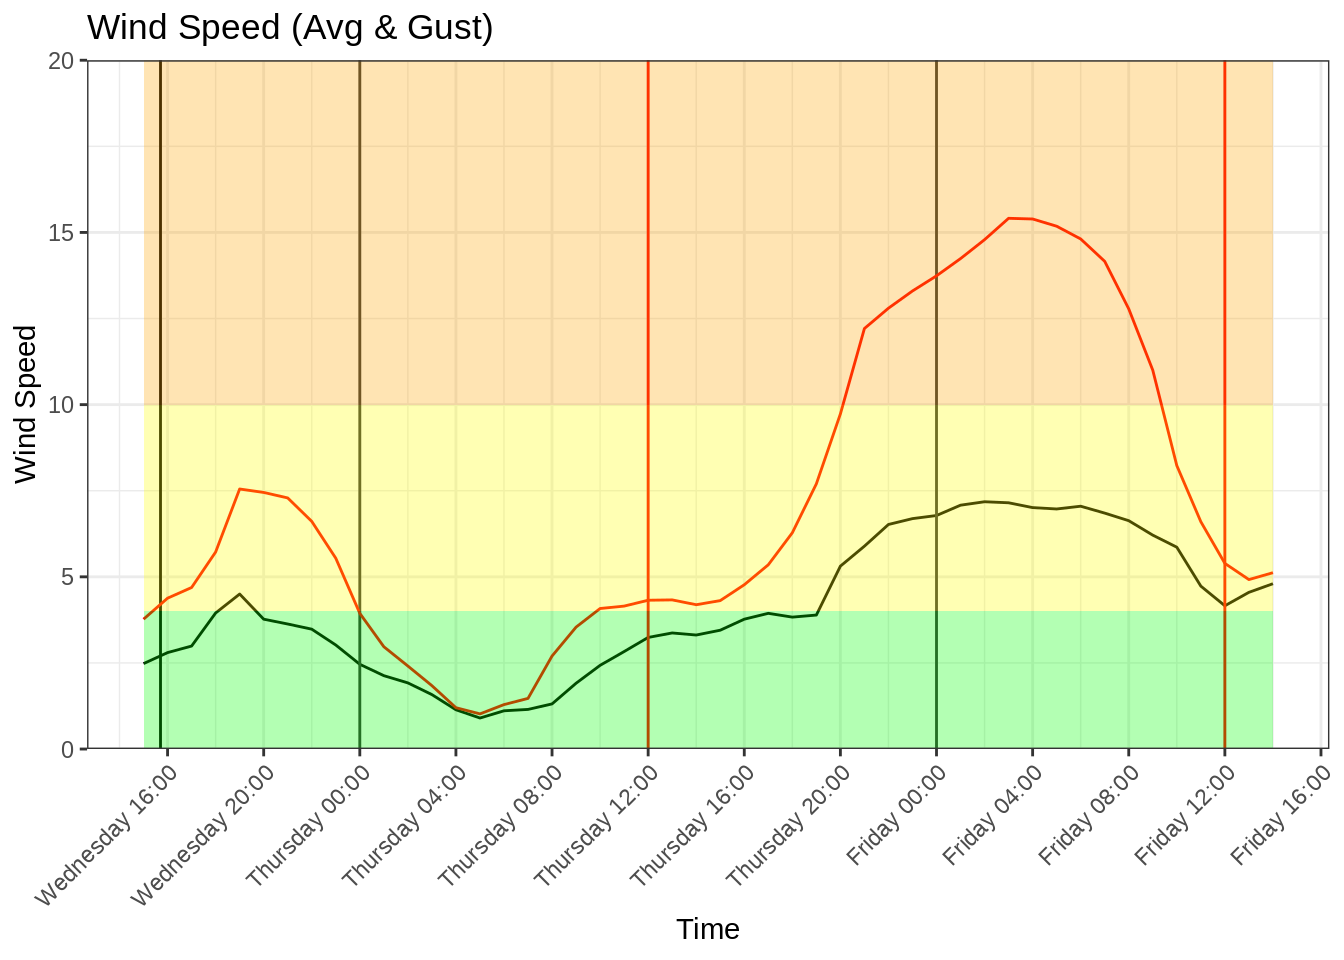 Wind Speed (Avg & Gust)
Wind Speed
20
15
10
5
0
Wednesday 16:00
Wednesday 20:00
Thursday 00:00
Thursday 04:00
Thursday 08:00
Thursday 12:00
Thursday 16:00
Thursday 20:00
Friday 00:00
Friday 04:00
Friday 08:00
Friday 12:00
Friday 16:00
Time